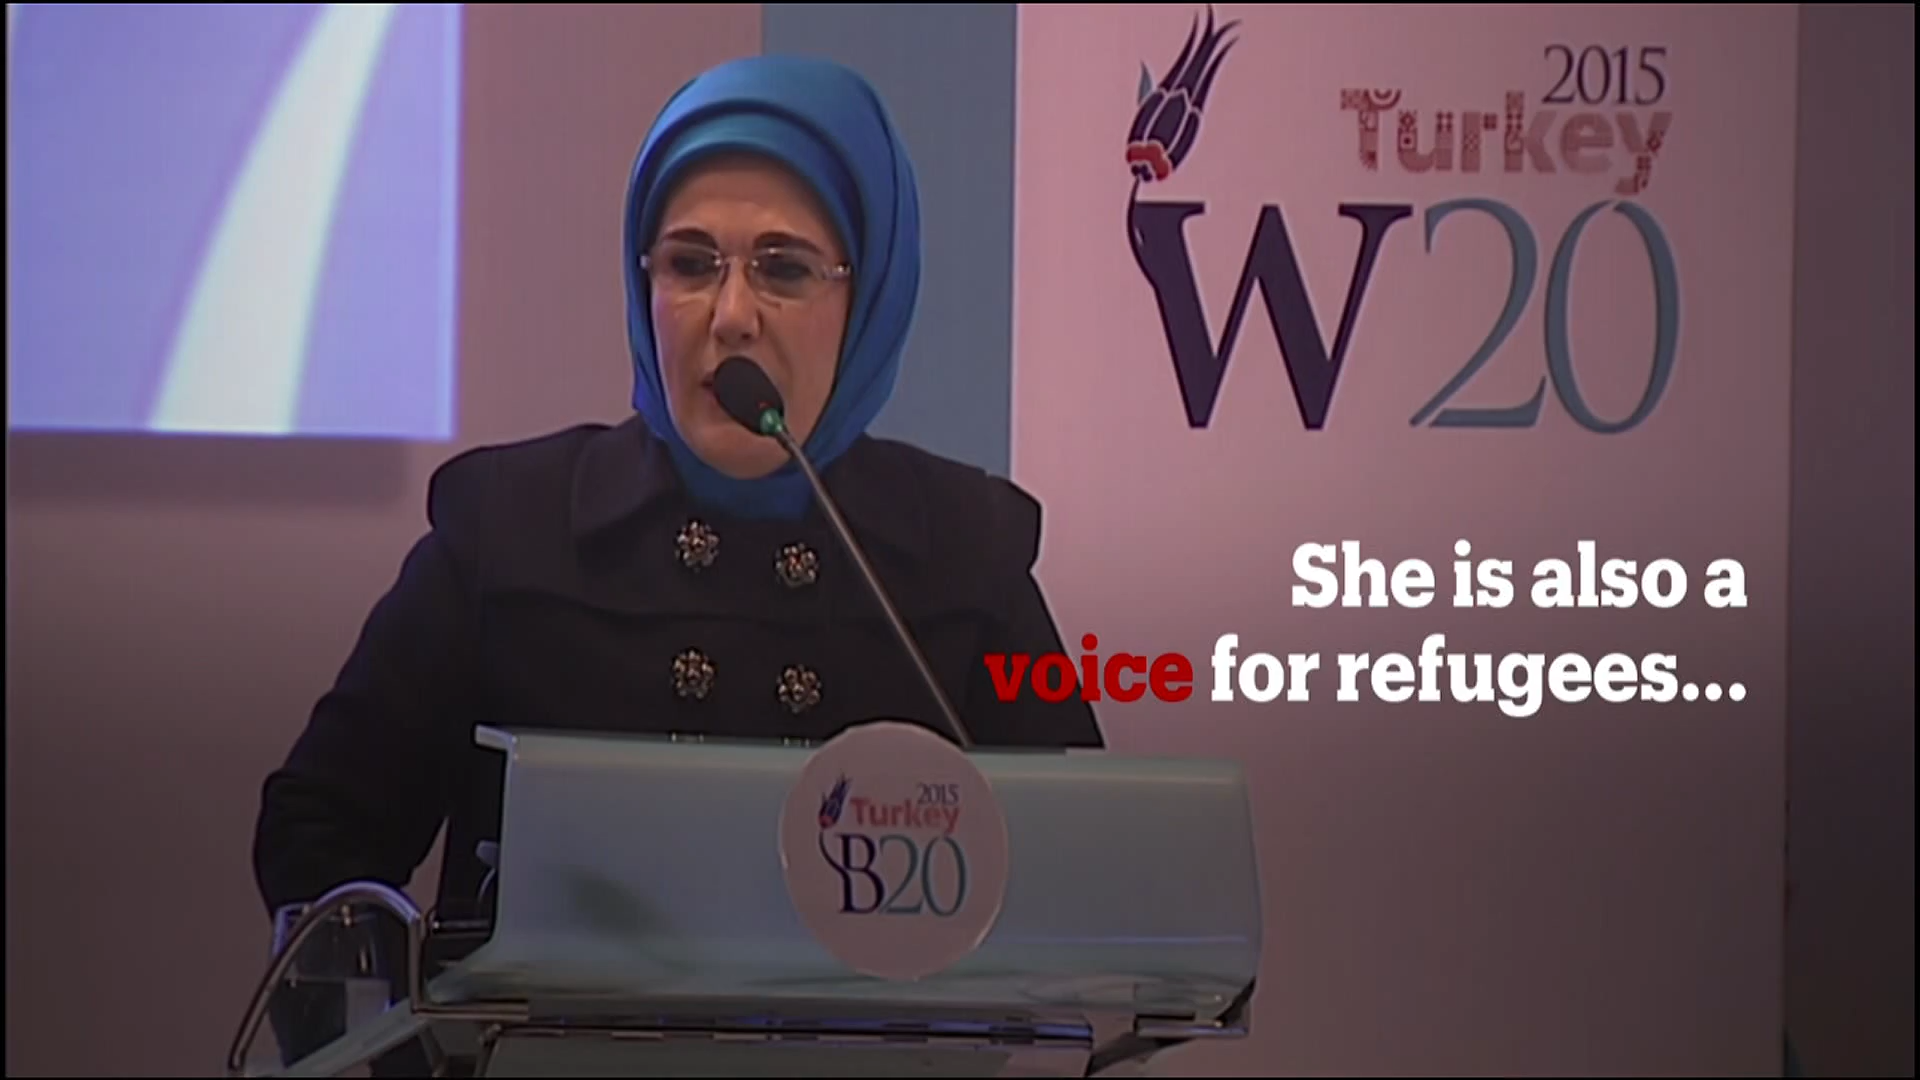 2015
Turkey
W20
She is also a
voice for refugees...
2015
Turkey
B20